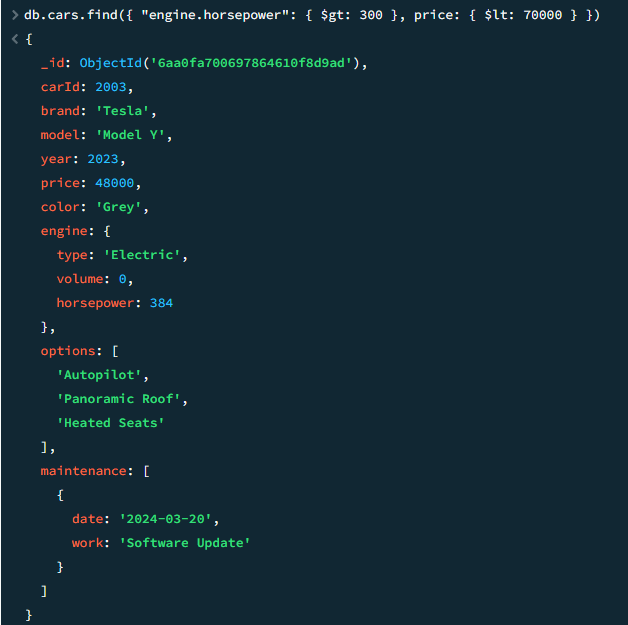 > db.cars.find({ "engine.horsepower": { $gt: 300 }, price: { $lt: 70000 } })
< {
    _id: ObjectId('6aa0fa700697864610f8d9ad'),
    carId: 2003,
    brand: 'Tesla',
    model: 'Model Y',
    year: 2023,
    price: 48000,
    color: 'Grey',
    engine: {
      type: 'Electric',
      volume: 0,
      horsepower: 384
    },
    options: [
      'Autopilot',
      'Panoramic Roof',
      'Heated Seats'
    ],
    maintenance: [
      {
        date: '2024-03-20',
        work: 'Software Update'
      }
    ]
  }